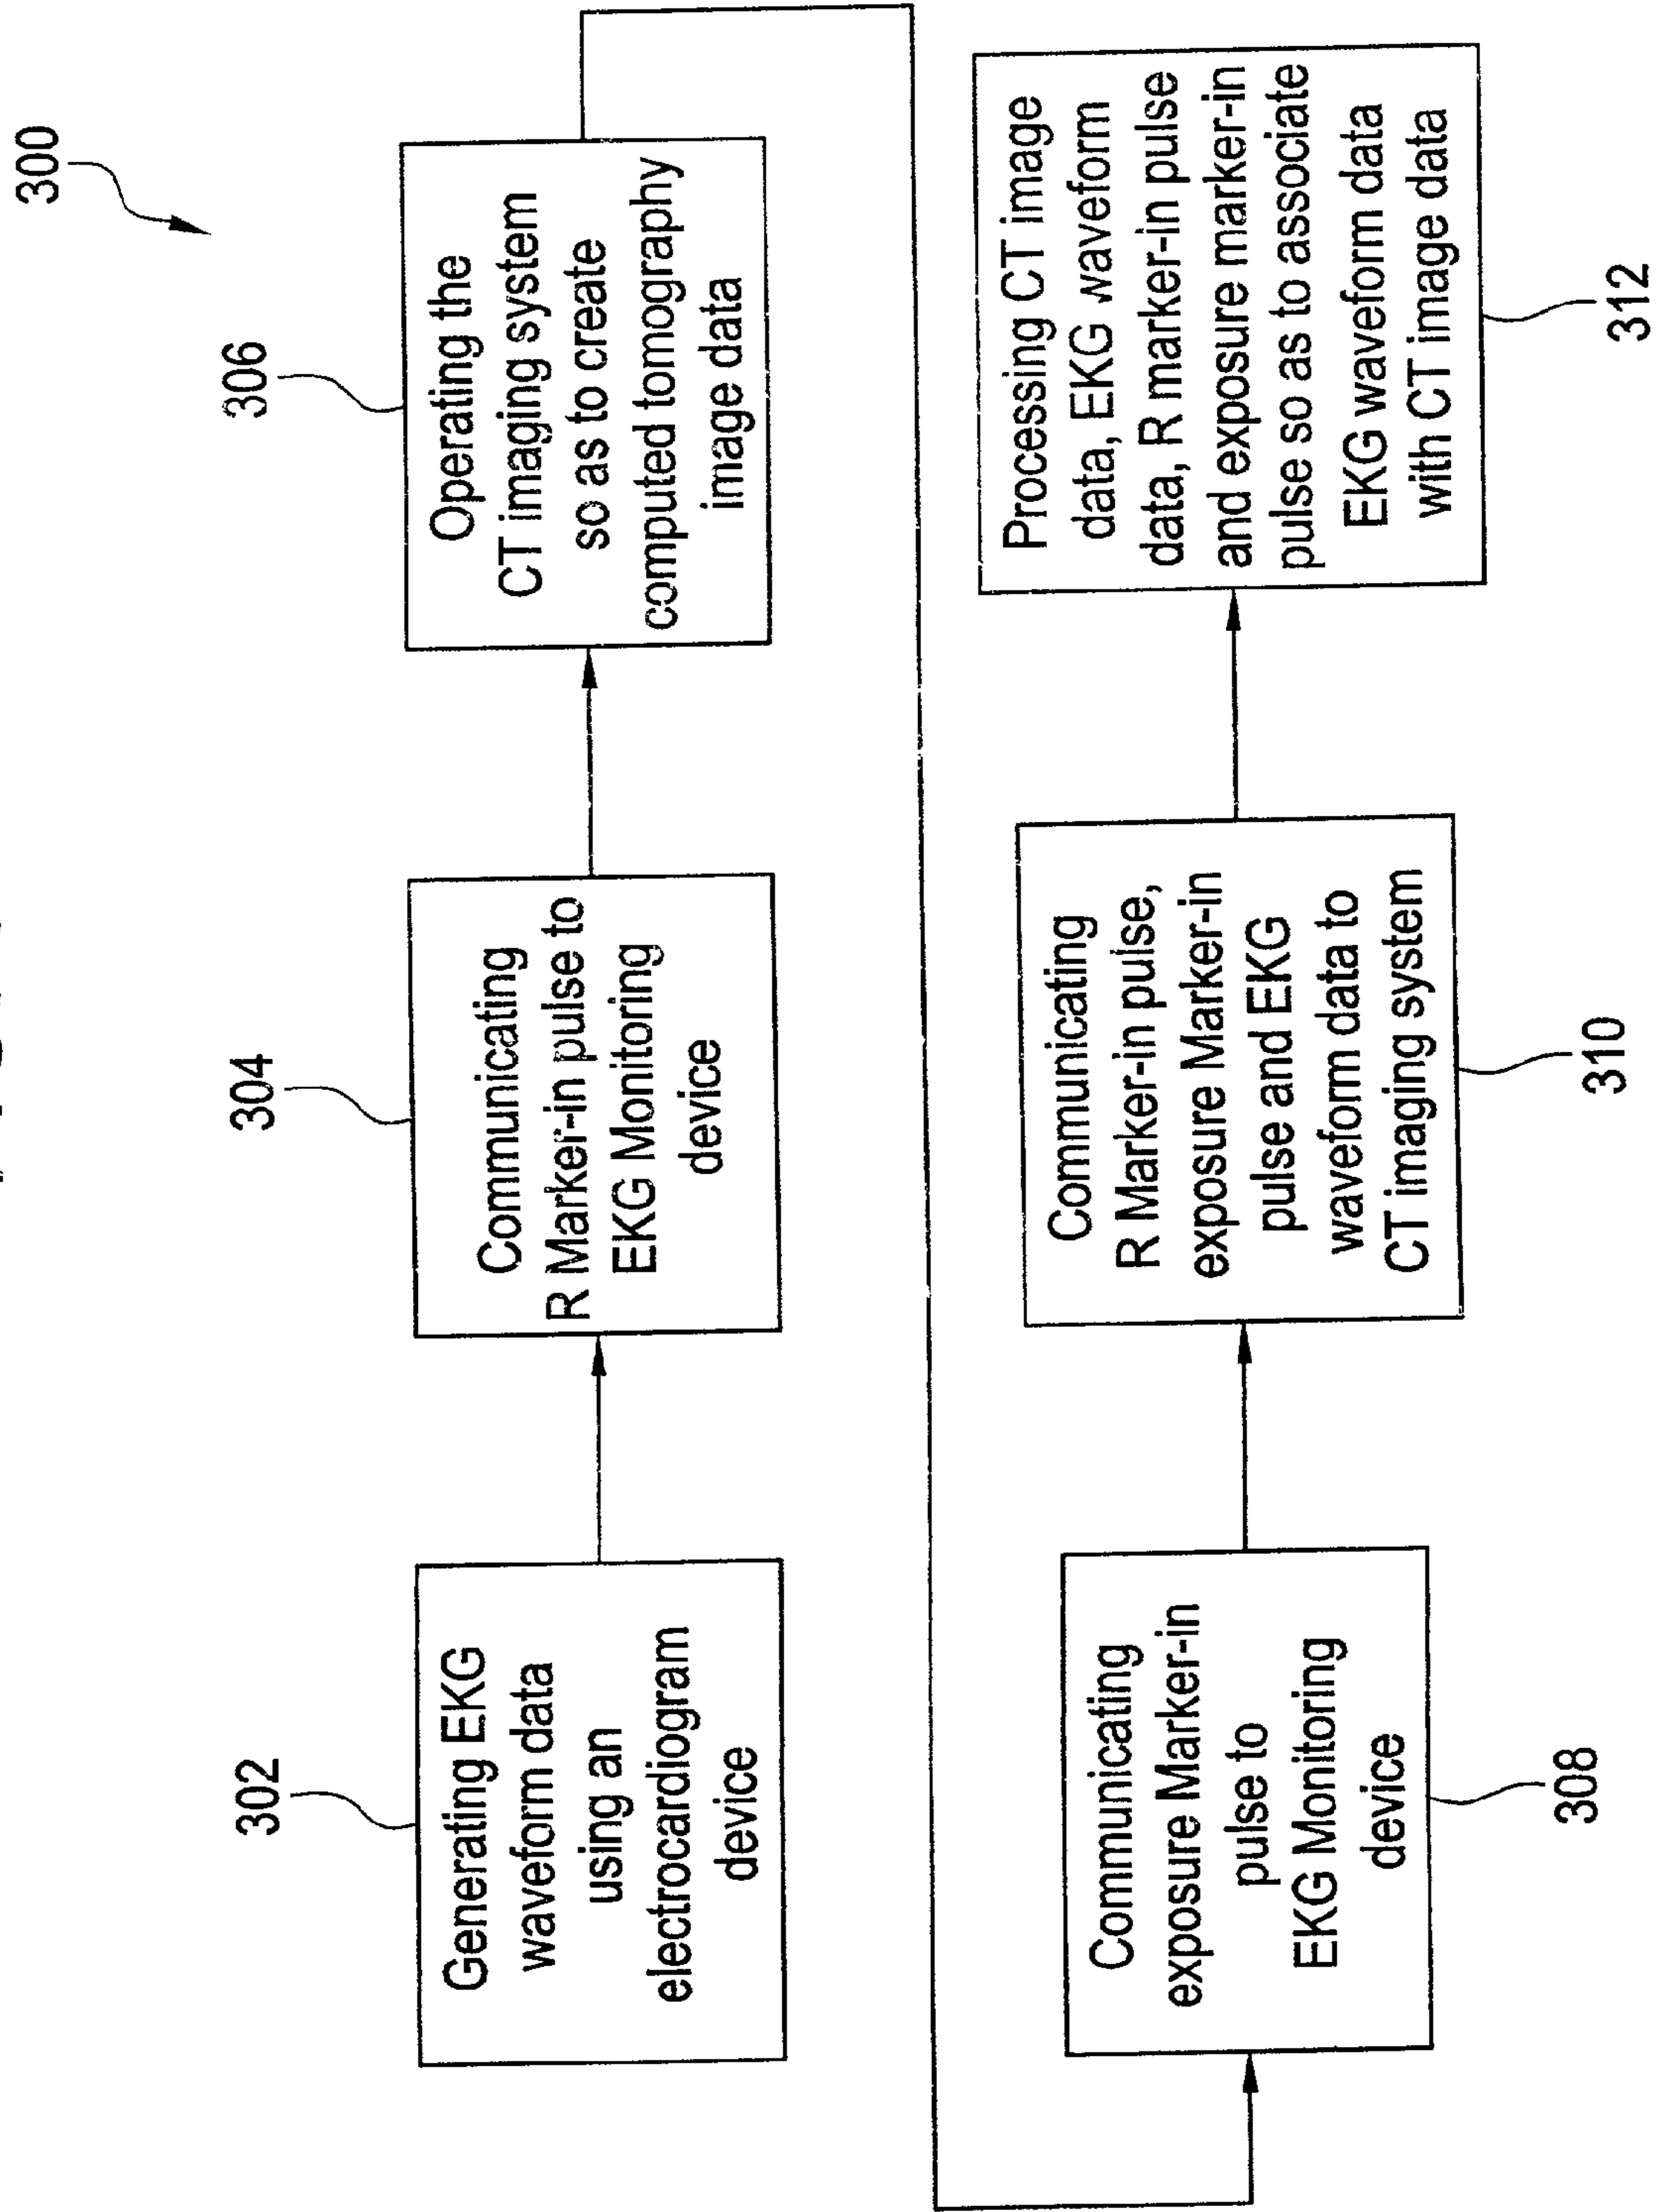 300
302
Generating EKG
waveform data
using an
electrocardiogram
device
304
Communicating
R Marker-in pulse to
EKG Monitoring
device
306
Operating the
CT imaging system
so as to create
computed tomography
image data
Communicating
exposure Marker-in
pulse to
EKG Monitoring
device
308
Communicating
R Marker-in pulse,
exposure Marker-in
pulse and EKG
waveform data to
CT imaging system
310
Processing CT image
data, EKG waveform
data, R marker-in pulse
and exposure marker-in
pulse so as to associate
EKG waveform data
with CT image data
312